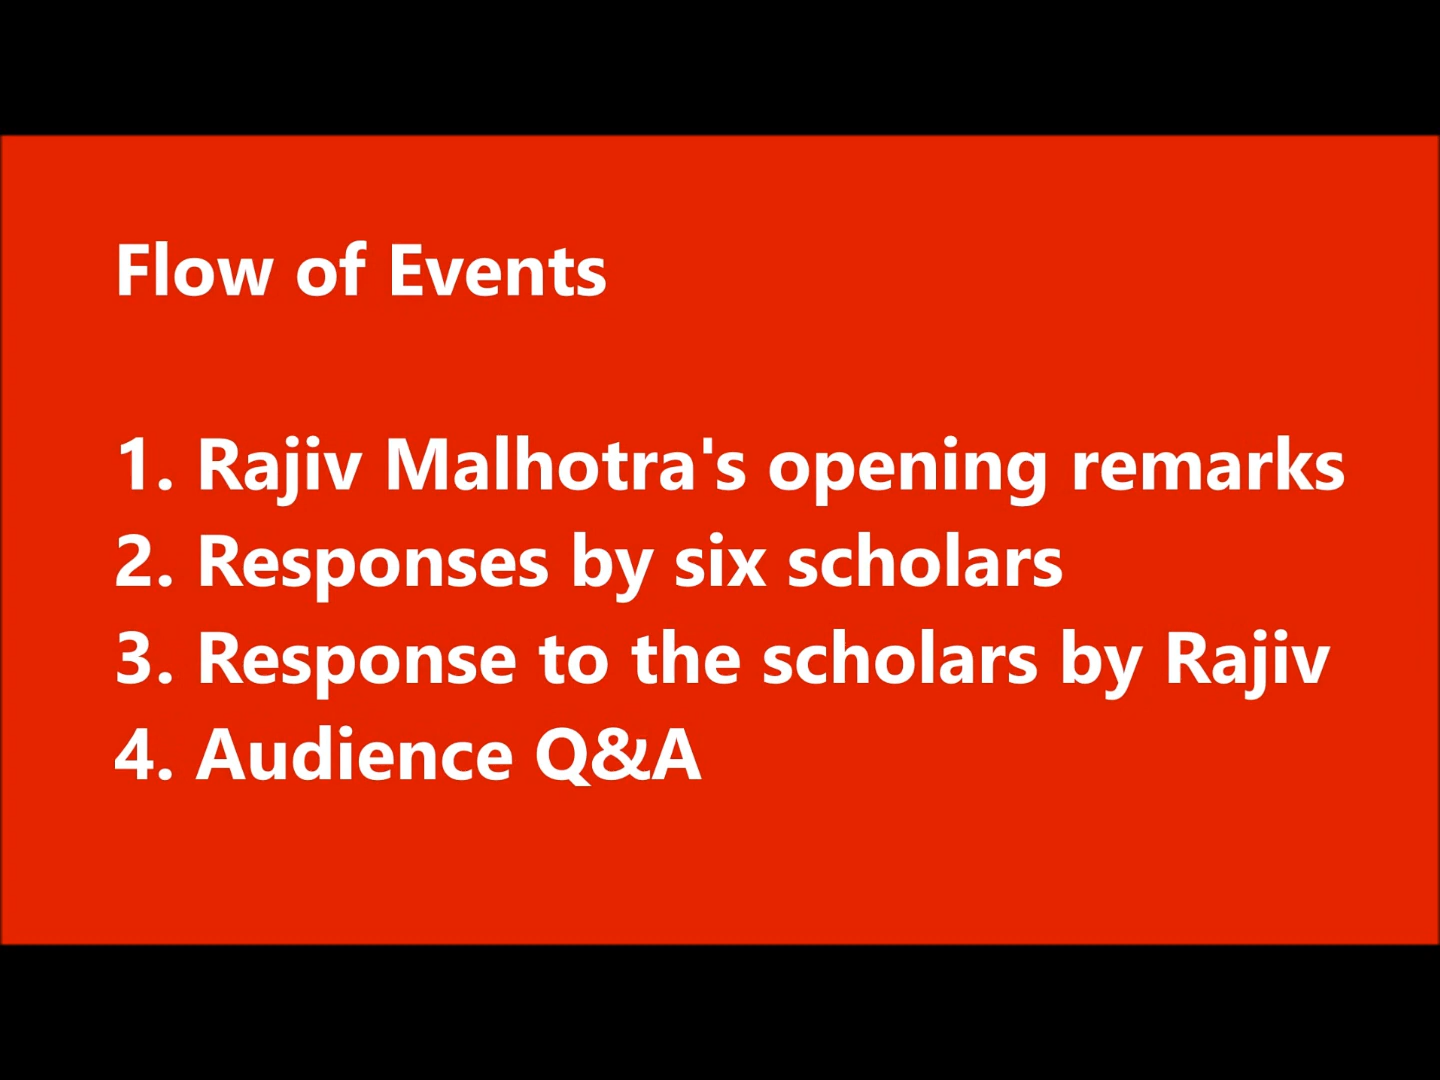 Flow of Events
1. Rajiv Malhotra's opening remarks
2. Responses by six scholars
3. Response to the scholars by Rajiv
4. Audience Q&A